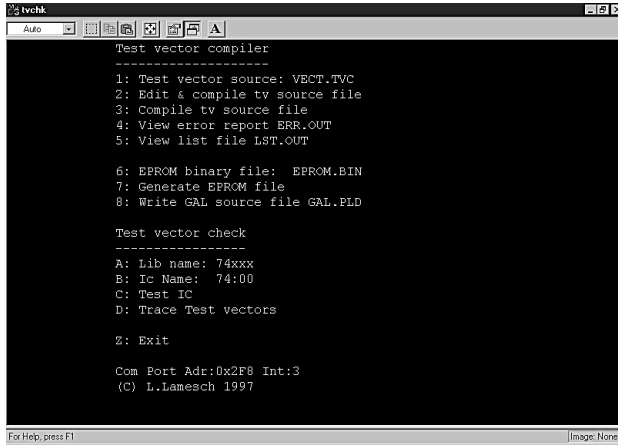 tvchk
Auto
A
Test vector compiler
--------------------
1: Test vector source: VECT.TVC
2: Edit & compile tv source file
3: Compile tv source file
4: View error report ERR.OUT
5: View list file LST.OUT
6: EPROM binary file: EPROM.BIN
7: Generate EPROM file
8: Write GAL source file GAL.PLD
Test vector check
-----------------
A: Lib name: 74xxx
B: Ic Name: 74:00
C: Test IC
D: Trace Test vectors
Z: Exit
Com Port Adr:0x2F8 Int:3
(C) L.Lamesch 1997
For Help, press F1
Image: None